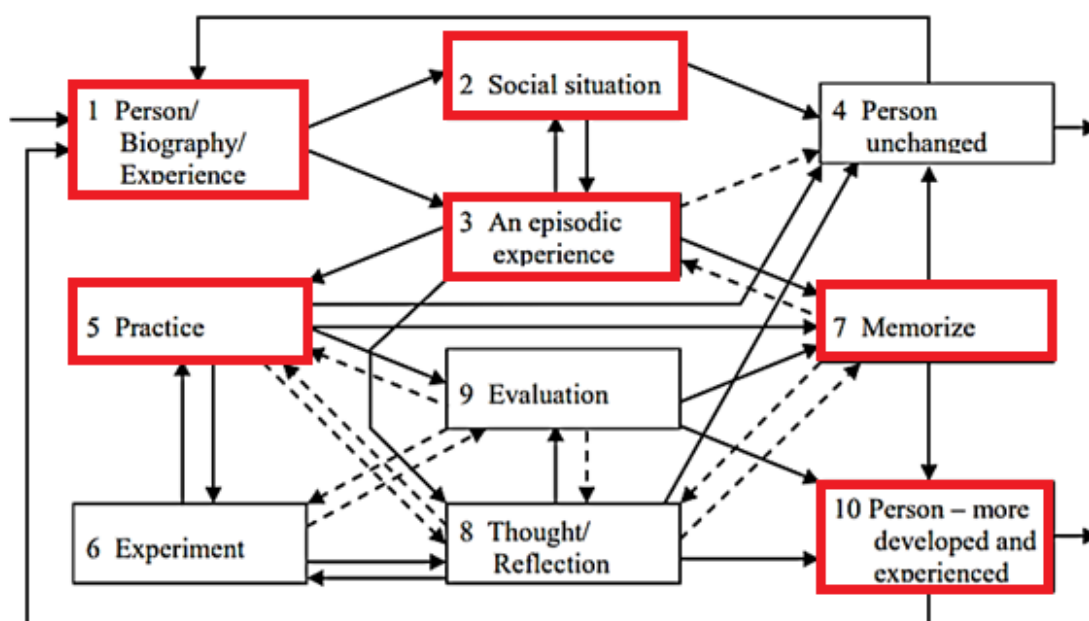 1 Person/
Biography/
Experience
2 Social situation
3 An episodic
experience
4 Person
unchanged
5 Practice
6 Experiment
7 Memorize
8 Thought/
Reflection
9 Evaluation
10 Person – more
developed and
experienced